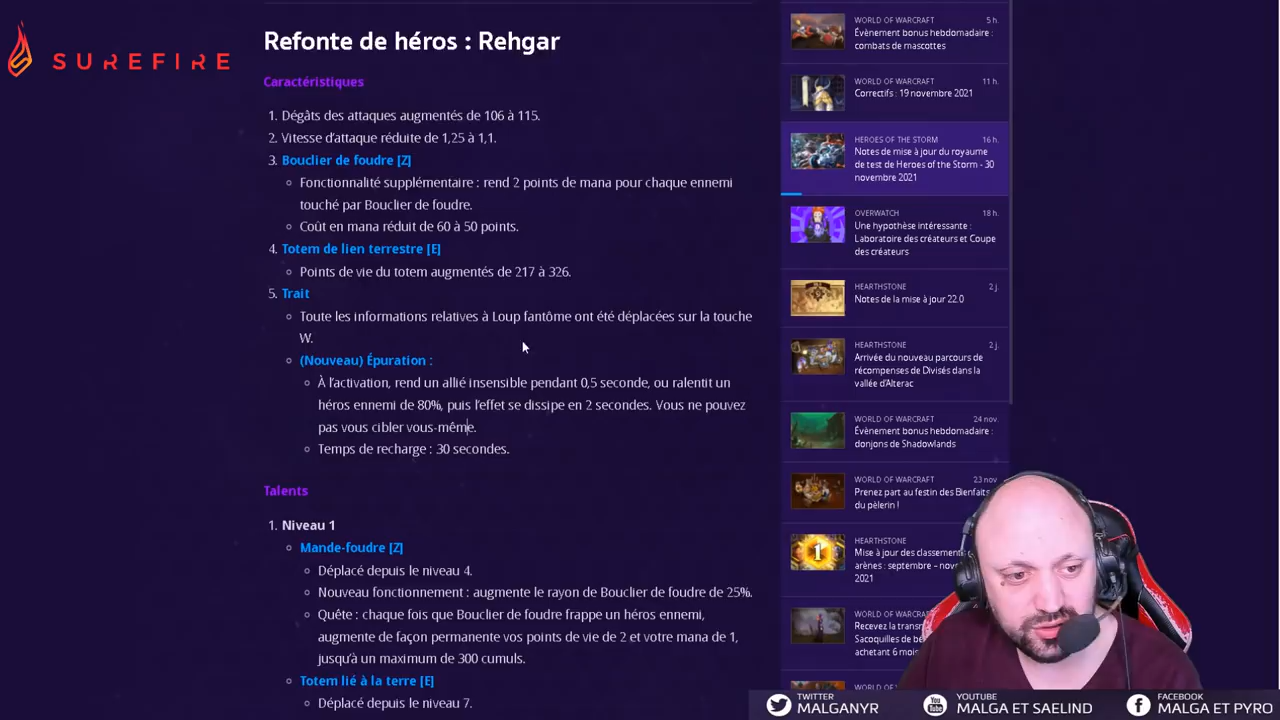 SUREFIRE
Refonte de héros : Rehgar
Caractéristiques
1. Dégâts des attaques augmentés de 106 à 115.
2. Vitesse d'attaque réduite de 1,25 à 1,1.
3. Bouclier de foudre [Z]
Fonctionnalité supplémentaire : rend 2 points de mana pour chaque ennemi
touché par Bouclier de foudre.
Coût en mana réduit de 60 à 50 points.
4. Totem de lien terrestre [E]
Points de vie du totem augmentés de 217 à 326.
5. Trait
Toute les informations relatives à Loup fantôme ont été déplacées sur la touche
W.
(Nouveau) Épuration :
À l'activation, rend un allié insensible pendant 0,5 seconde, ou ralentit un
héros ennemi de 80%, puis l'effet se dissipe en 2 secondes. Vous ne pouvez
pas vous cibler vous-même.
Temps de recharge : 30 secondes.
Talents
1. Niveau 1
Mande-foudre [Z]
Déplacé depuis le niveau 4.
Nouveau fonctionnement : augmente le rayon de Bouclier de foudre de 25%.
Quête : chaque fois que Bouclier de foudre frappe un héros ennemi,
augmente de façon permanente vos points de vie de 2 et votre mana de 1,
jusqu'à un maximum de 300 cumuls.
Totem lié à la terre [E]
Déplacé depuis le niveau 7.
WORLD OF WARCRAFT 5 h.
Évènement bonus hebdomadaire :
combats de mascottes
WORLD OF WARCRAFT 11 h.
Correctifs : 19 novembre 2021
HEROES OF THE STORM 16 h.
Notes de mise à jour du royaume
de test de Heroes of the Storm - 30
novembre 2021
OVERWATCH 18 h.
Une hypothèse intéressante :
Laboratoire des créateurs et Coupe
des créateurs
HEARTHSTONE 2 j.
Notes de la mise à jour 22.0
HEARTHSTONE 2 j.
Arrivée du nouveau parcours de
récompenses de Divisés dans la
vallée d'Alterac
WORLD OF WARCRAFT 24 nov.
Évènement bonus hebdomadaire :
donjons de Shadowlands
WORLD OF WARCRAFT 23 nov.
Prenez part au festin des Bienfaits
du pèlerin !
HEARTHSTONE
Mise à jour des classements
arènes : septembre – nov
2021
WORLD OF WARCRA
Recevez la
Sacoquilles de
achetant 6 mois
WORLD OF W
TWITTER
MALGANYR
YOUTUBE
MALGA ET SAELIND
FACEBOOK
MALGA ET PYRO